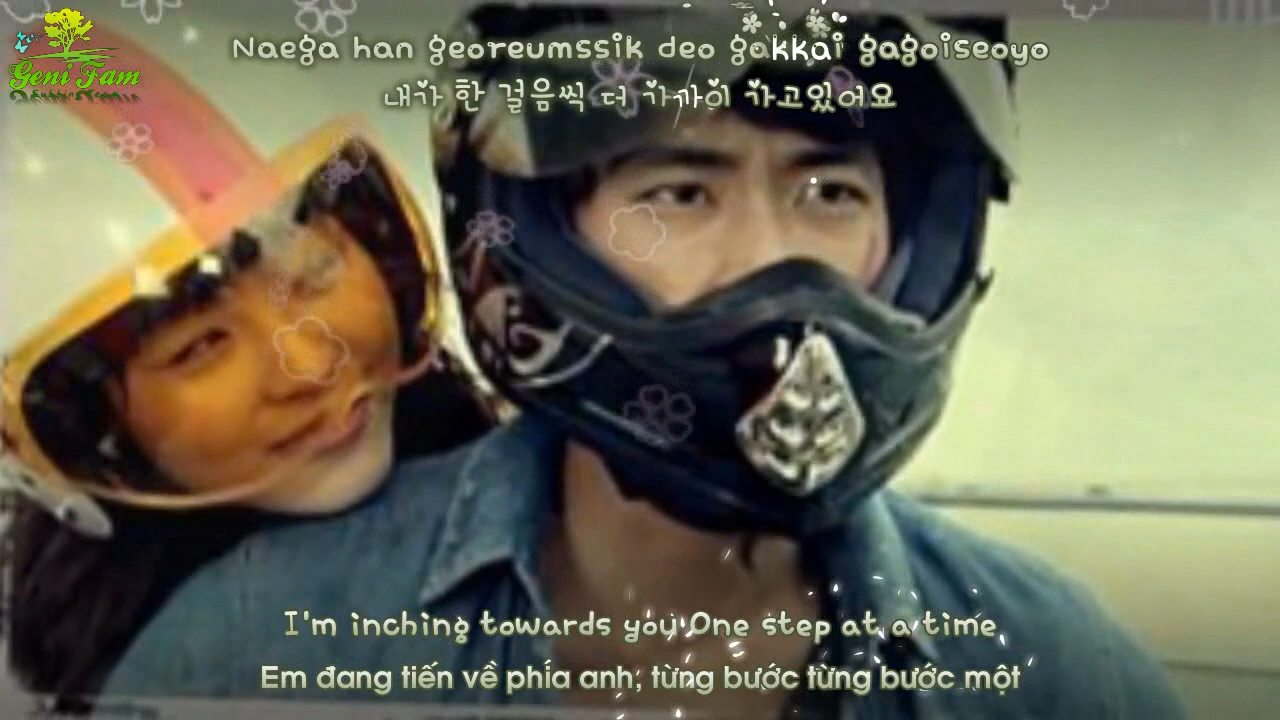 Geni Fam
Naega han georeumssik deo gakkai gagoiseoyo
내가 한 걸음씩 더 가까이 가고있어요
I'm inching towards you,One step at a time
Em đang tiến về phía anh, từng bước từng bước một